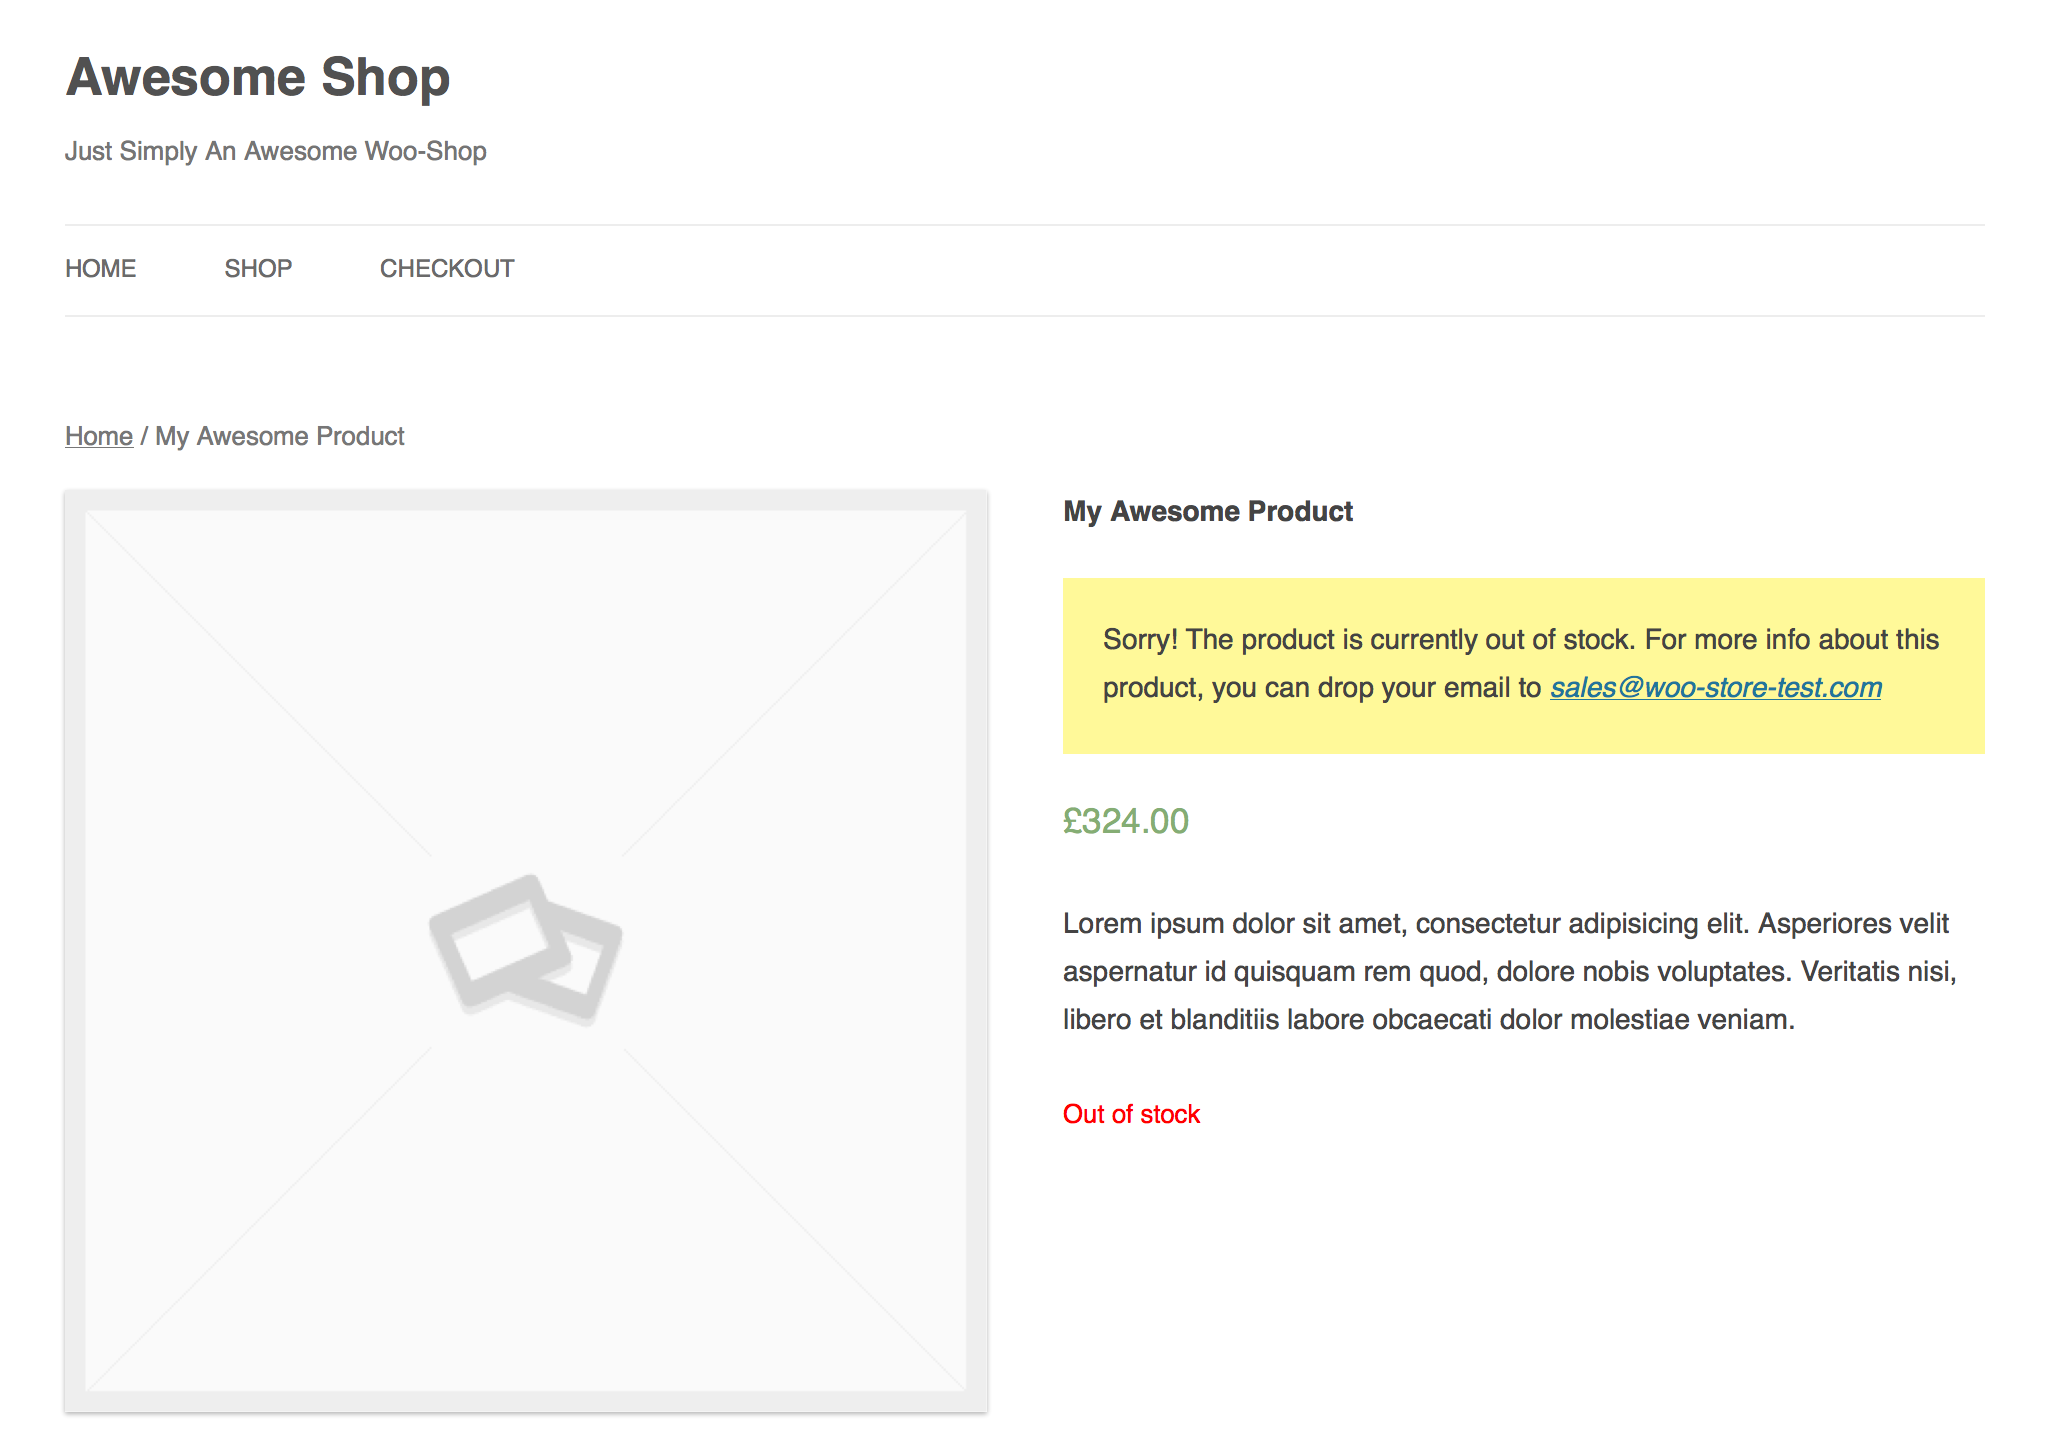 Awesome Shop
Just Simply An Awesome Woo-Shop
HOME SHOP CHECKOUT
Home / My Awesome Product
My Awesome Product
Sorry! The product is currently out of stock. For more info about this
product, you can drop your email to sales@woo-store-test.com
£324.00
Lorem ipsum dolor sit amet, consectetur adipisicing elit. Asperiores velit
aspernatur id quisquam rem quod, dolore nobis voluptates. Veritatis nisi,
libero et blanditiis labore obcaecati dolor molestiae veniam.
Out of stock